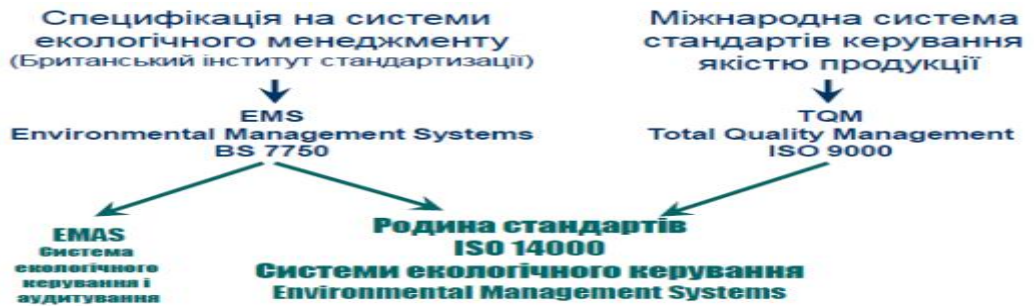 Специфікація на системи
екологічного менеджменту
(Британський інститут стандартизації)
EMS
Environmental Management Systems
BS 7750
Міжнародна система
стандартів керування
якістю продукції
TQM
Total Quality Management
ISO 9000
EMAS
Система
екологічного
керування і
аудитування
Родина стандартів
ISO 14000
Системи екологічного керування
Environmental Management Systems